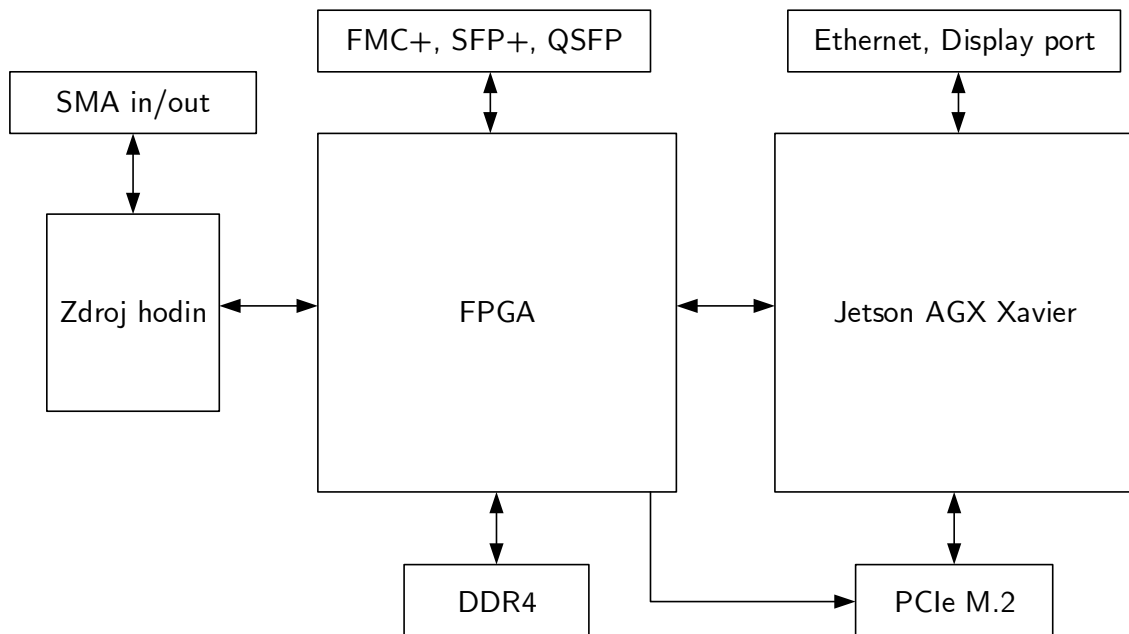 FMC+, SFP+, QSFP
Ethernet, Display port
SMA in/out
Zdroj hodin
FPGA
Jetson AGX Xavier
DDR4
PCIe M.2